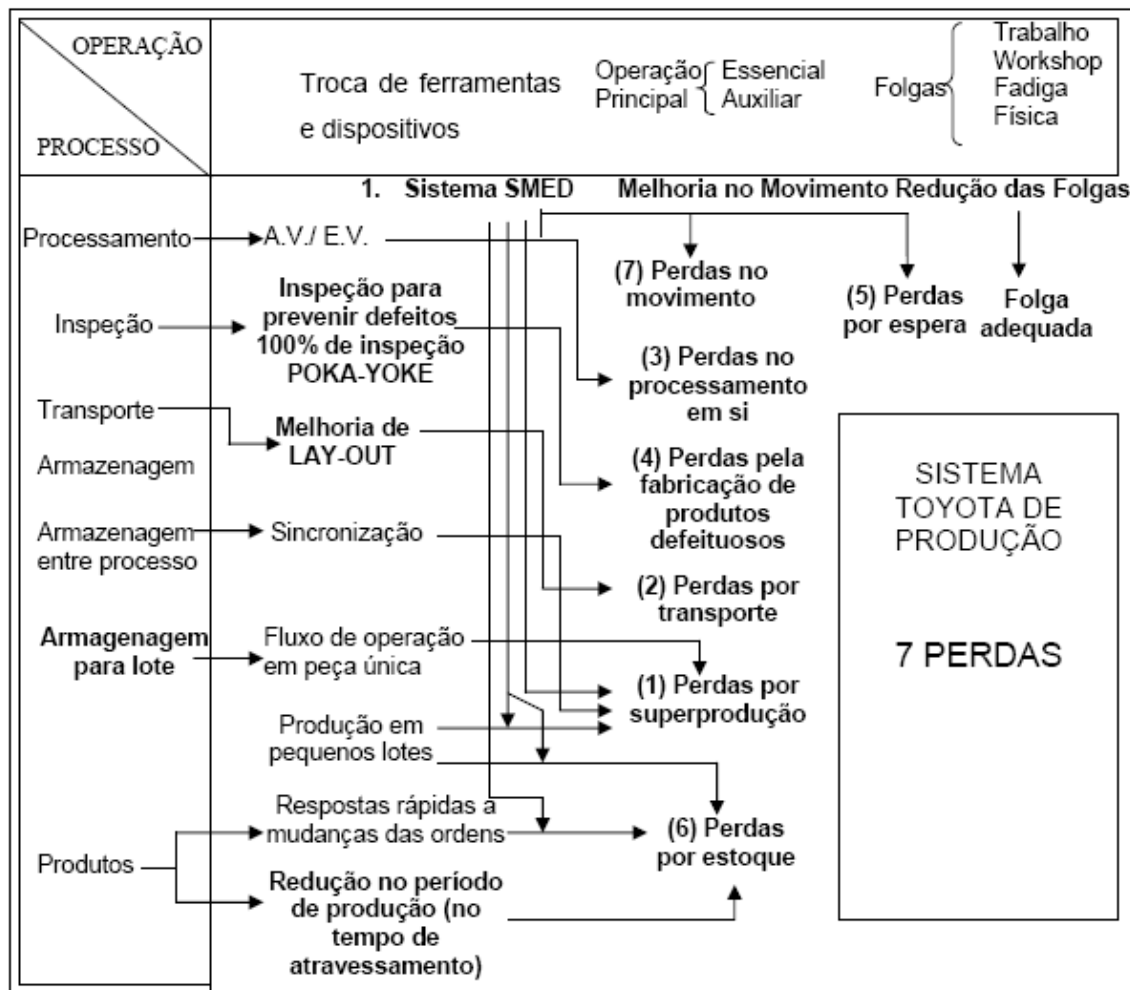 OPERAÇÃO
PROCESSO
Troca de ferramentas
e dispositivos
Operação
Principal
Essencial
Auxiliar
Folgas
Trabalho
Workshop
Fadiga
Física
1. Sistema SMED
Melhoria no Movimento Redução das Folgas
Processamento
A.V./ E.V.
(7) Perdas no
movimento
(5) Perdas
por espera
Folga
adequada
Inspeção
Inspeção para
prevenir defeitos
100% de inspeção
POKA-YOKE
(3) Perdas no
processamento
em si
Transporte
Melhoria de
LAY-OUT
Armazenagem
(4) Perdas pela
fabricação de
produtos
defeituosos
Armazenagem
entre processo
Sincronização
(2) Perdas por
transporte
Armagenagem
para lote
Fluxo de operação
em peça única
(1) Perdas por
superprodução
Produção em
pequenos lotes
Respostas rápidas a
mudanças das ordens
(6) Perdas
por estoque
Produtos
Redução no período
de produção (no
tempo de
atravessamento)
SISTEMA
TOYOTA DE
PRODUÇÃO
7 PERDAS